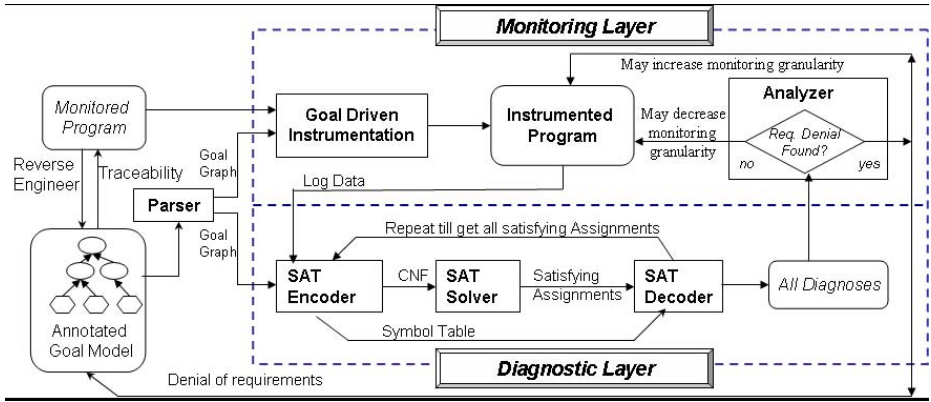 Monitoring Layer
May increase monitoring granularity
Monitored
Program
Goal Driven
Instrumentation
Instrumented
Program
May decrease
monitoring
granularity
Analyzer
Req. Denial
Found?
no
yes
Reverse
Engineer
Traceability
Goal
Graph
Parser
Log Data
Goal
Graph
Repeat till get all satisfying Assignments
SAT
Encoder
CNF
SAT
Solver
Satisfying
Assignments
SAT
Decoder
All Diagnoses
Symbol Table
Annotated
Goal Model
Denial of requirements
Diagnostic Layer